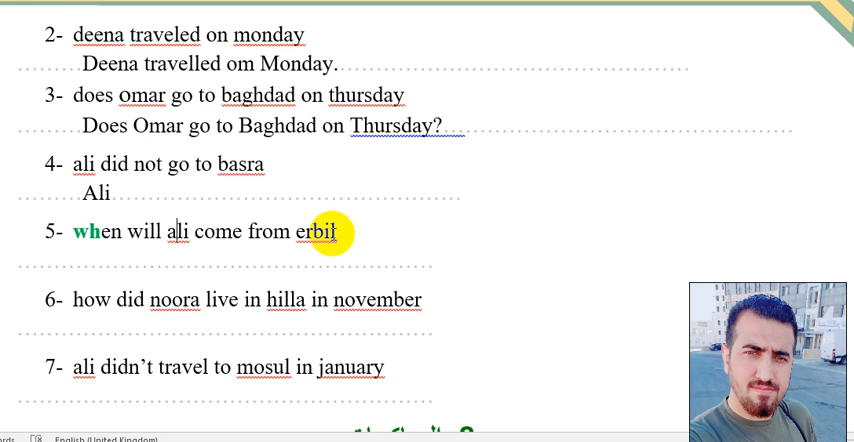 2- deena traveled on monday
Deena travelled om Monday.
3- does omar go to baghdad on thursday
Does Omar go to Baghdad on Thursday?
4- ali did not go to basra
Ali
5- when will ali come from erbil
6- how did noora live in hilla in november
7- ali didn't travel to mosul in january
English (United Kingdom)